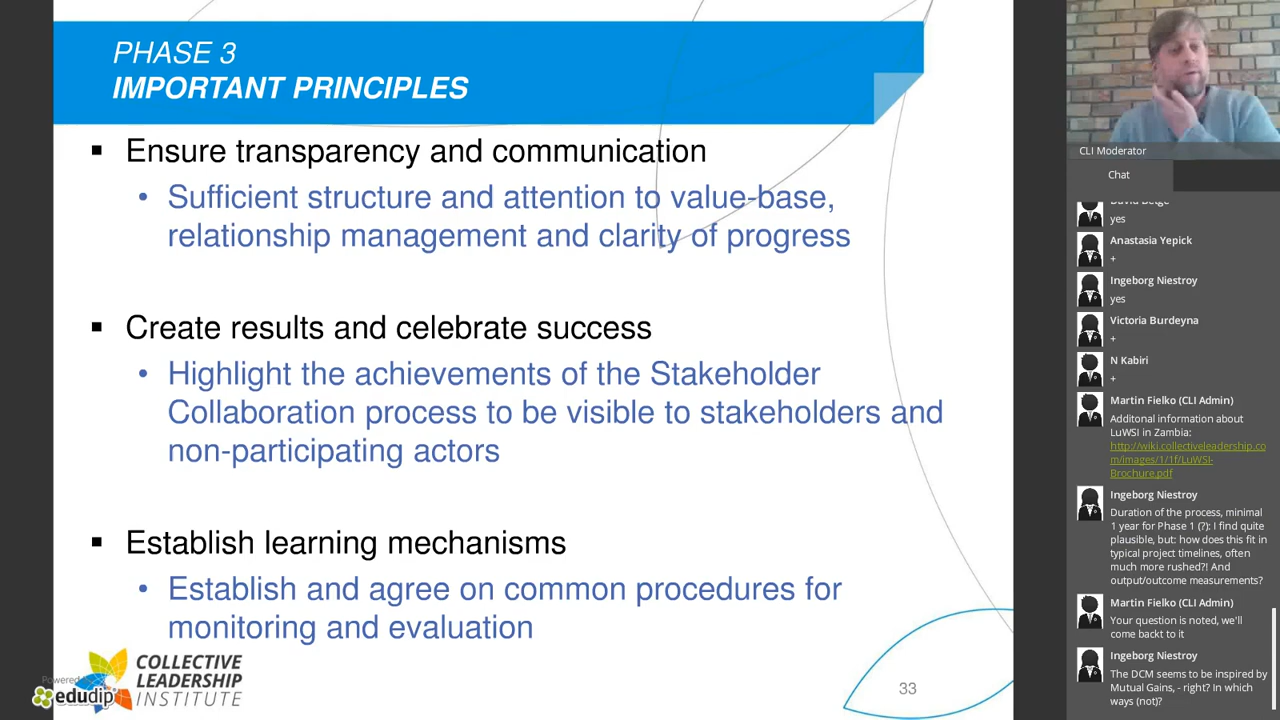 PHASE 3
IMPORTANT PRINCIPLES
▪ Ensure transparency and communication
• Sufficient structure and attention to value-base,
relationship management and clarity of progress
▪ Create results and celebrate success
• Highlight the achievements of the Stakeholder
Collaboration process to be visible to stakeholders and
non-participating actors
▪ Establish learning mechanisms
• Establish and agree on common procedures for
monitoring and evaluation
COLLECTIVE
LEADERSHIP
INSTITUTE
Powered by
edudip
33
CLI Moderator
Chat
yes
Anastasia Yepick
+
Ingeborg Niestroy
yes
Victoria Burdeyna
+
N Kabiri
+
Martin Fielko (CLI Admin)
Additonal information about
LuWSI in Zambia:
http://wiki.collectiveleadership.co
m/images/1/1f/LuWSI-
Brochure.pdf
Ingeborg Niestroy
Duration of the process, minimal
1 year for Phase 1 (?): I find quite
plausible, but: how does this fit in
typical project timelines, often
much more rushed?! And
output/outcome measurements?
Martin Fielko (CLI Admin)
Your question is noted, we'll
come backt to it
Ingeborg Niestroy
The DCM seems to be inspired by
Mutual Gains, - right? In which
ways (not)?